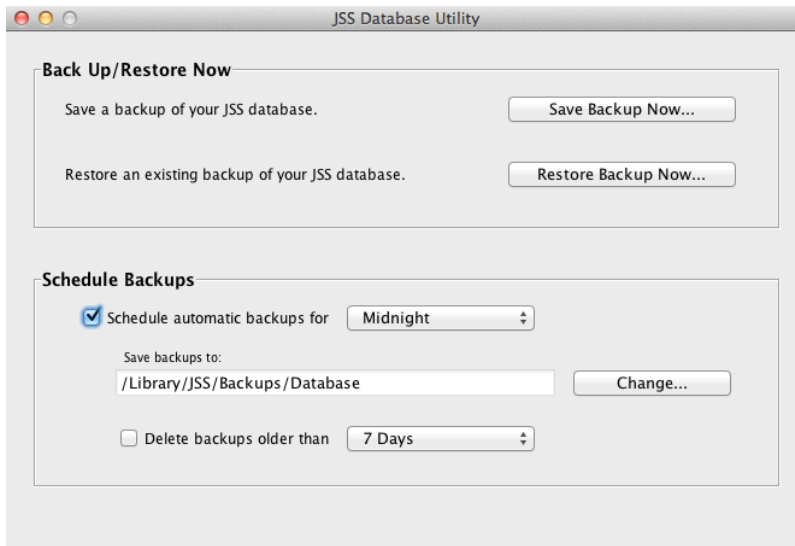 JSS Database Utility
Back Up/Restore Now
Save a backup of your JSS database.
Save Backup Now...
Restore an existing backup of your JSS database.
Restore Backup Now...
Schedule Backups
Schedule automatic backups for
Midnight
Save backups to:
/Library/JSS/Backups/Database
Change...
Delete backups older than
7 Days